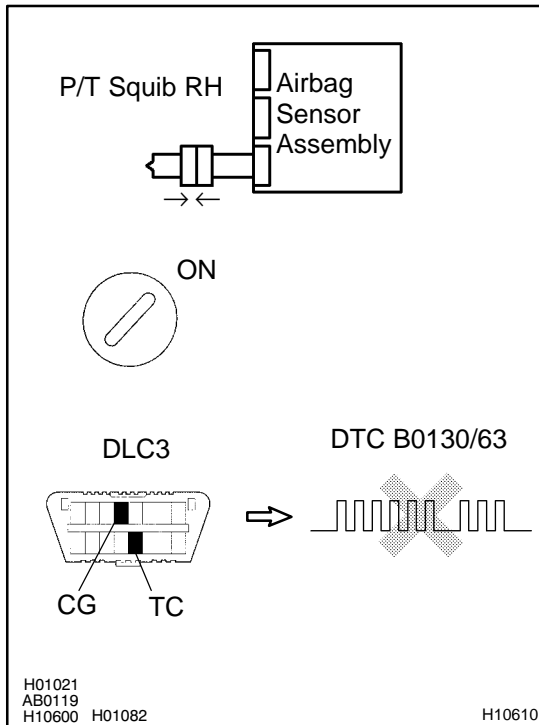 P/T Squib RH
Airbag
Sensor
Assembly
ON
DLC3
DTC B0130/63
CG TC
H01021
AB0119
H10600 H01082
H10610